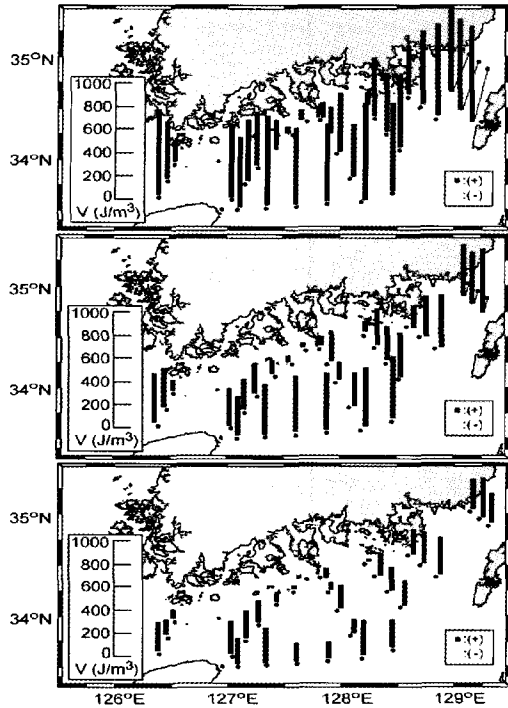 35°N
1000
800
600
34°N
400
200
0
V (J/m³)
●:(+)
:(-)
35°N
1000
800
600
34°N
400
200
0
V (J/m³)
●:(+)
:(-)
35°N
1000
800
600
34°N
400
200
0
V (J/m³)
●:(+)
:(-)
126°E
127°E
128°E
129°E